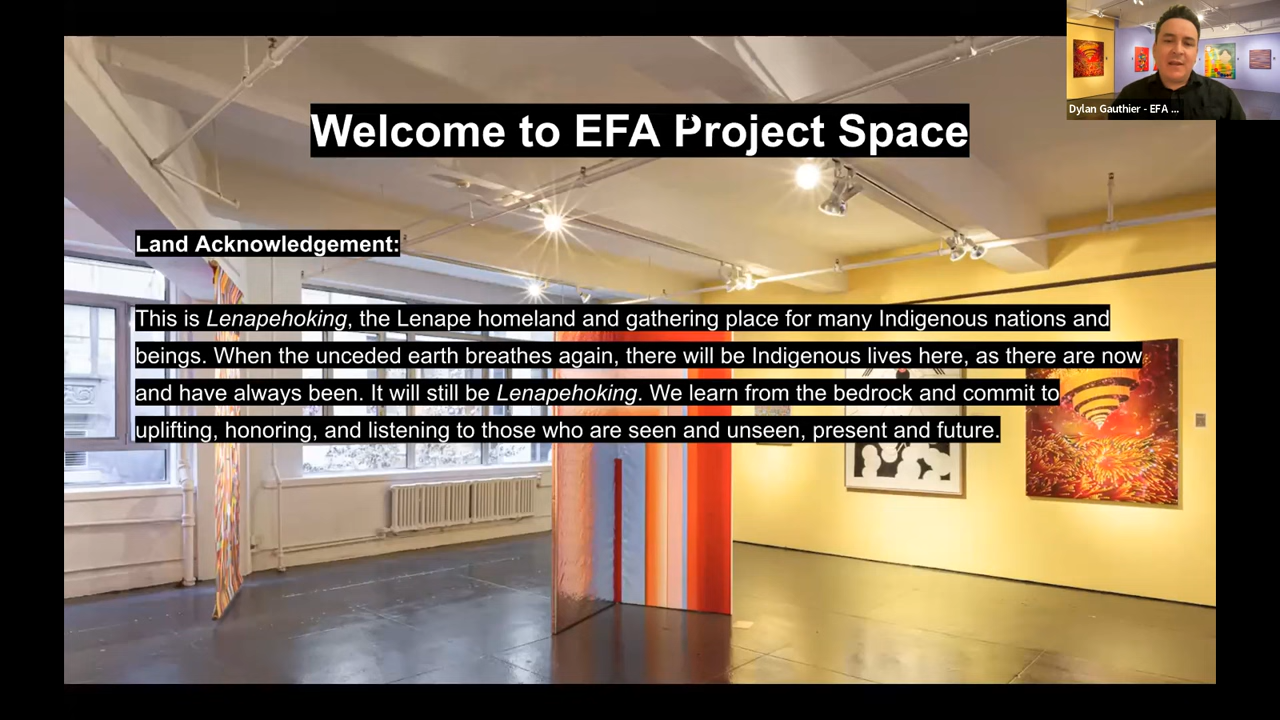 Dylan Gauthier - EFA ...
Welcome to EFA Project Space
Land Acknowledgement:
This is Lenapehoking, the Lenape homeland and gathering place for many Indigenous nations and
beings. When the unceded earth breathes again, there will be Indigenous lives here, as there are now
and have always been. It will still be Lenapehoking. We learn from the bedrock and commit to
uplifting, honoring, and listening to those who are seen and unseen, present and future.